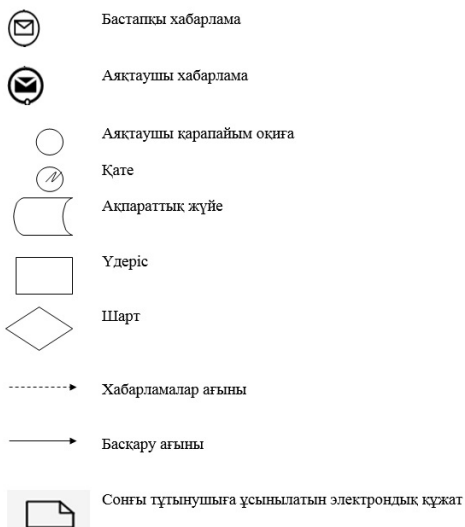 Бастапқы хабарлама
Аяқтаушы хабарлама
Аяқтаушы қарапайым оқиға
Қате
Ақпараттық жүйе
Үдеріс
Шарт
Хабарламалар ағыны
Басқару ағыны
Соңғы тұтынушыға ұсынылатын электрондық құжат